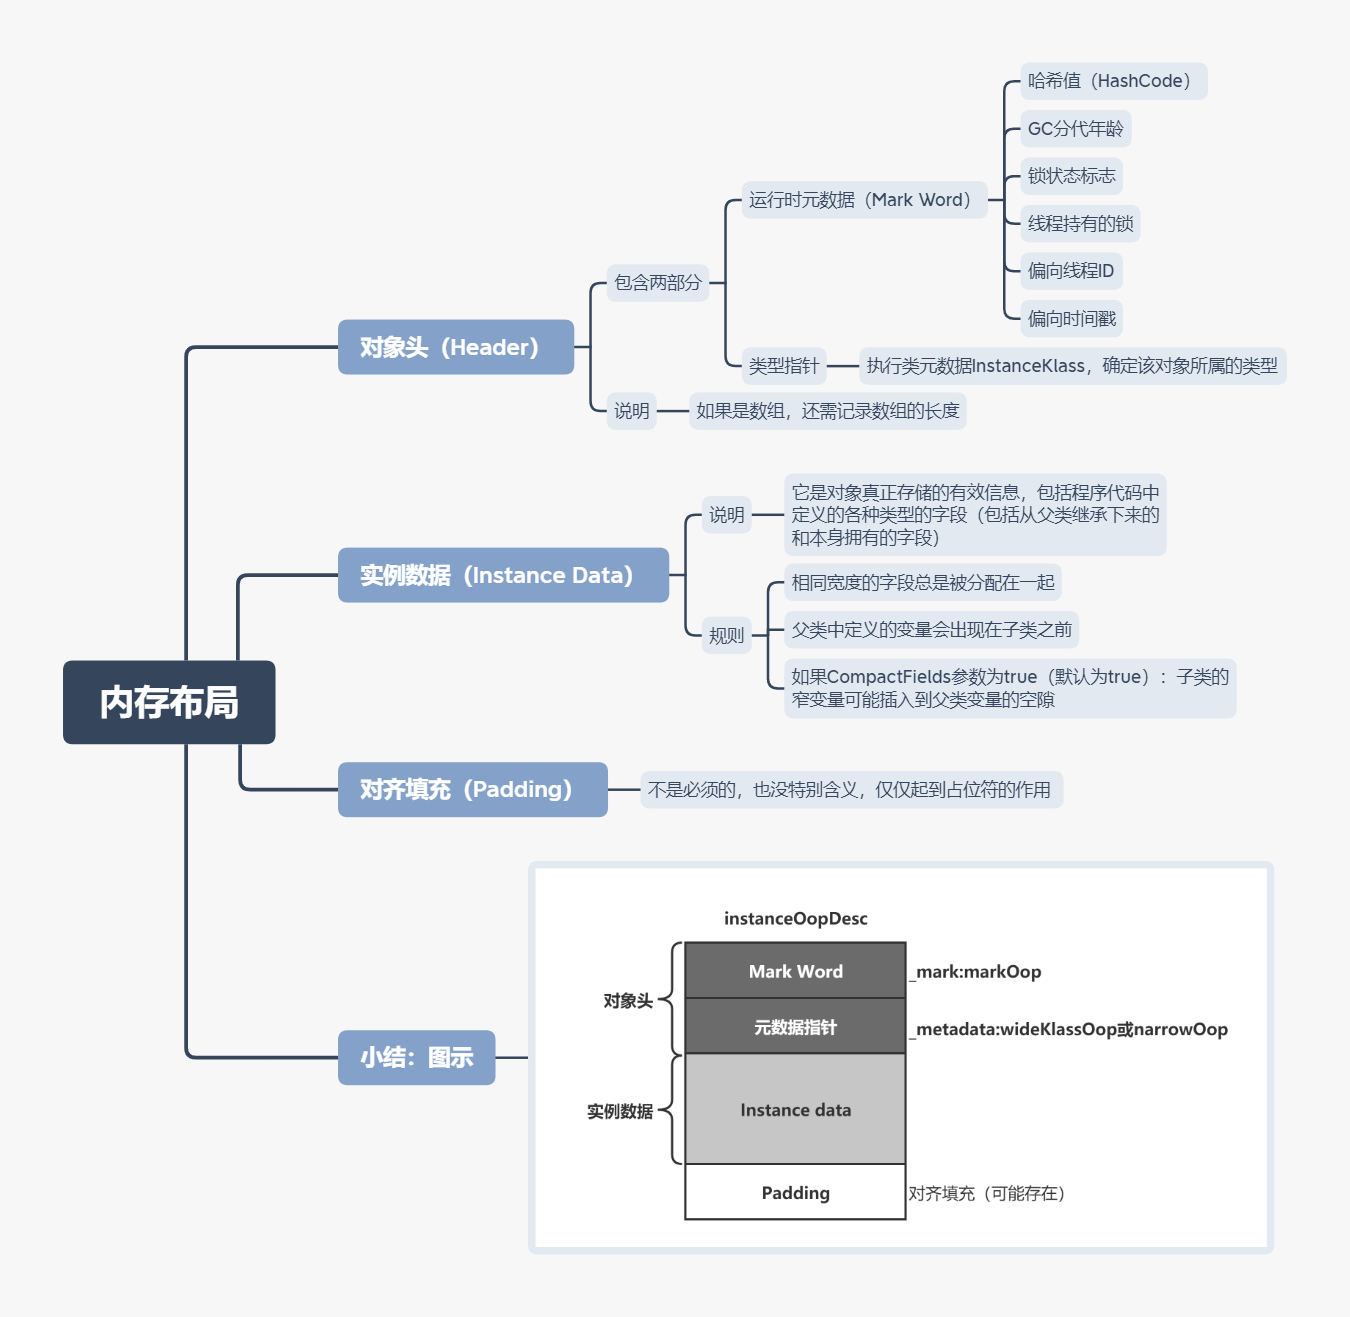 内存布局
对象头（Header）
包含两部分
运行时元数据（Mark Word）
哈希值（HashCode）
GC分代年龄
锁状态标志
线程持有的锁
偏向线程ID
偏向时间戳
类型指针
执行类元数据InstanceKlass，确定该对象所属的类型
说明
如果是数组，还需记录数组的长度
实例数据（Instance Data）
说明
它是对象真正存储的有效信息，包括程序代码中
定义的各种类型的字段（包括从父类继承下来的
和本身拥有的字段）
规则
相同宽度的字段总是被分配在一起
父类中定义的变量会出现在子类之前
如果CompactFields参数为true（默认为true）：子类的
窄变量可能插入到父类变量的空隙
对齐填充（Padding）
不是必须的，也没特别含义，仅仅起到占位符的作用
小结：图示
instanceOopDesc
对象头
Mark Word
_mark:markOop
元数据指针
_metadata:wideKlassOop或narrowOop
实例数据
Instance data
Padding
对齐填充（可能存在）